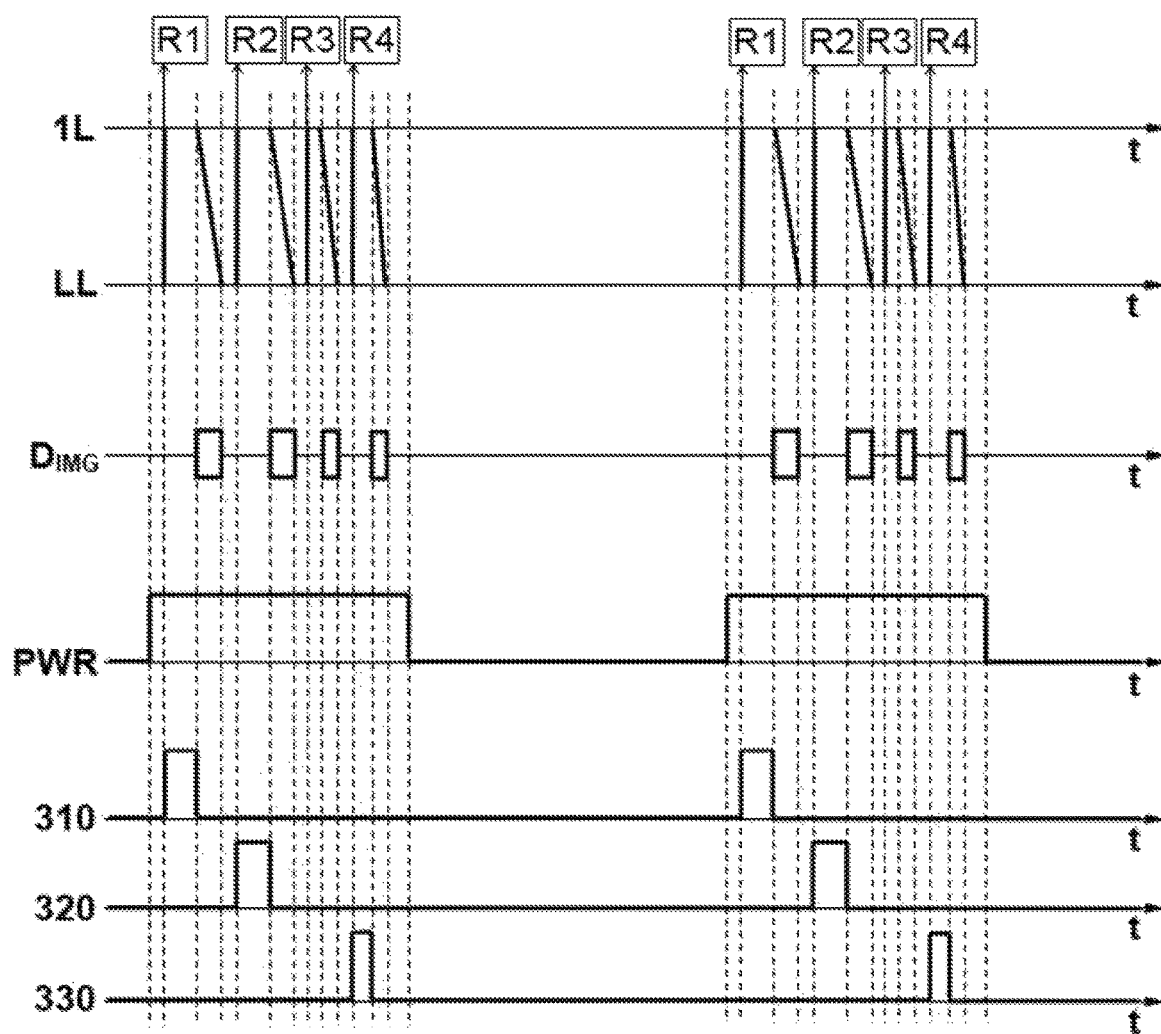 R1 R2 R3 R4 R1 R2 R3 R4
1L t
LL t
DIMG t
PWR t
310 t
320 t
330 t